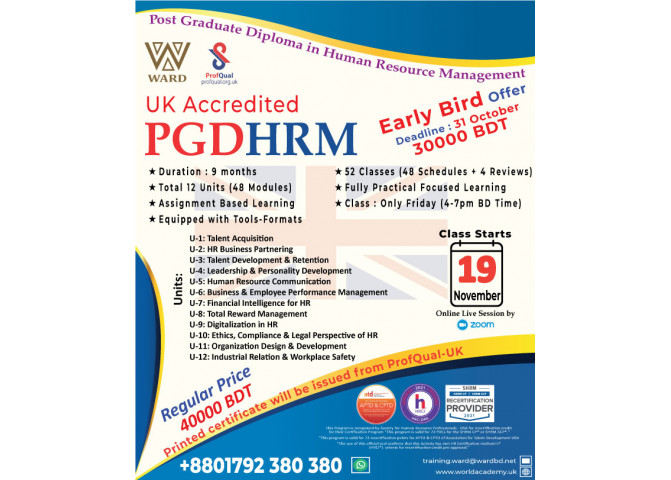 Post Graduate Diploma in Human Resource Management
WARD
ProfQual
profqual.org.uk
UK Accredited
PGDHRM
Early Bird Offer
Deadline : 31 October
30000 BDT
★ Duration : 9 months
★ Total 12 Units (48 Modules)
★ Assignment Based Learning
★ Equipped with Tools-Formats
★ 52 Classes (48 Schedules + 4 Reviews)
★ Fully Practical Focused Learning
★ Class : Only Friday (4-7pm BD Time)
Units:
U-1: Talent Acquisition
U-2: HR Business Partnering
U-3: Talent Development & Retention
U-4: Leadership & Personality Development
U-5: Human Resource Communication
U-6: Business & Employee Performance Management
U-7: Financial Intelligence for HR
U-8: Total Reward Management
U-9: Digitalization in HR
U-10: Ethics, Compliance & Legal Perspective of HR
U-11: Organization Design & Development
U-12: Industrial Relation & Workplace Safety
Class Starts
19
November
Online Live Session by
zoom
Regular Price
40000 BDT
Printed certificate will be issued from ProfQual-UK
atd
APTD & CPTD
2021
h
HRCI
SHRM
RECERTIFICATION
PROVIDER
2021
+8801792 380 380
training.ward@wardbd.net
www.worldacademy.uk